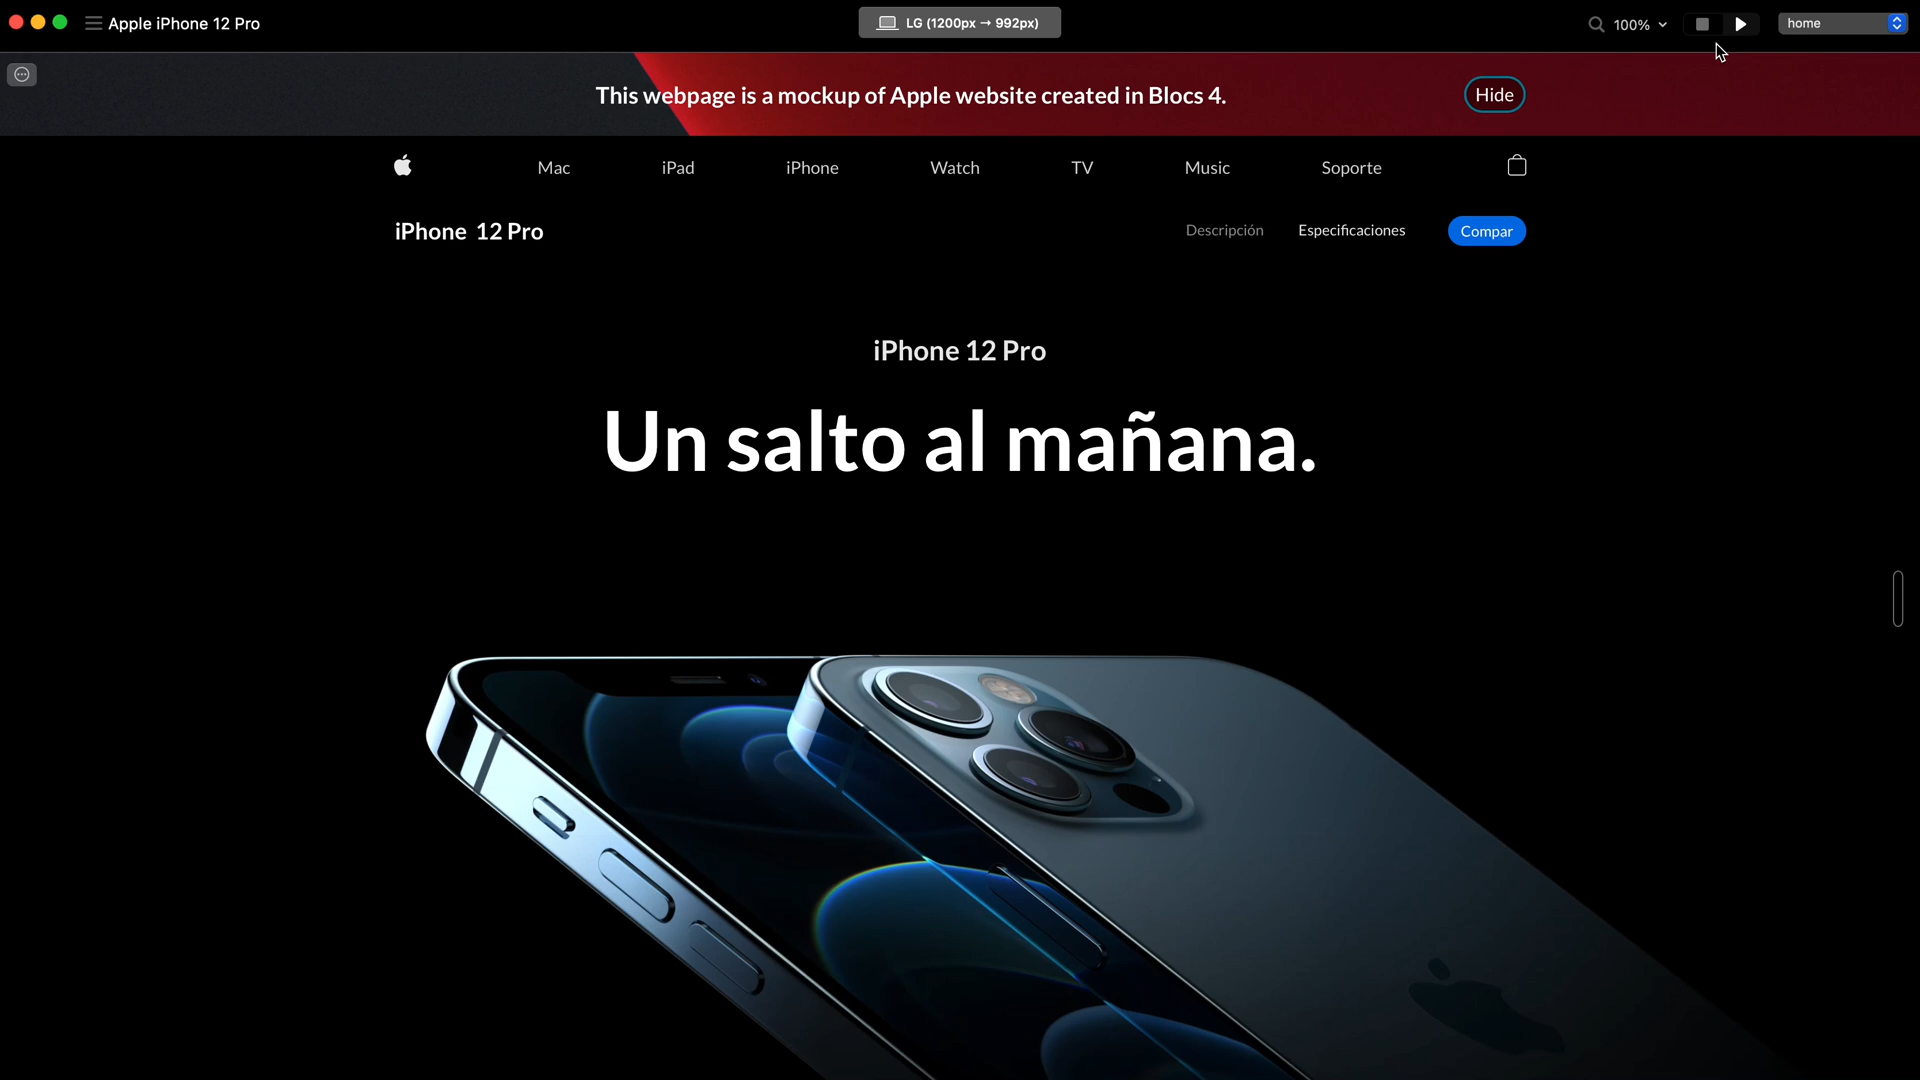 Apple iPhone 12 Pro
LG (1200px → 992px)
100%
home
This webpage is a mockup of Apple website created in Blocs 4.
Hide
Mac
iPad
iPhone
Watch
TV
Music
Soporte
iPhone 12 Pro
Descripción
Especificaciones
Compar
iPhone 12 Pro
Un salto al mañana.